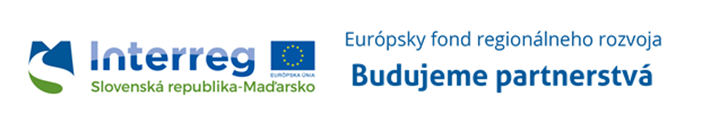 Interreg
EURÓPSKA ÚNIA
Slovenská republika-Maďarsko
Európsky fond regionálneho rozvoja
Budujeme partnerstvá